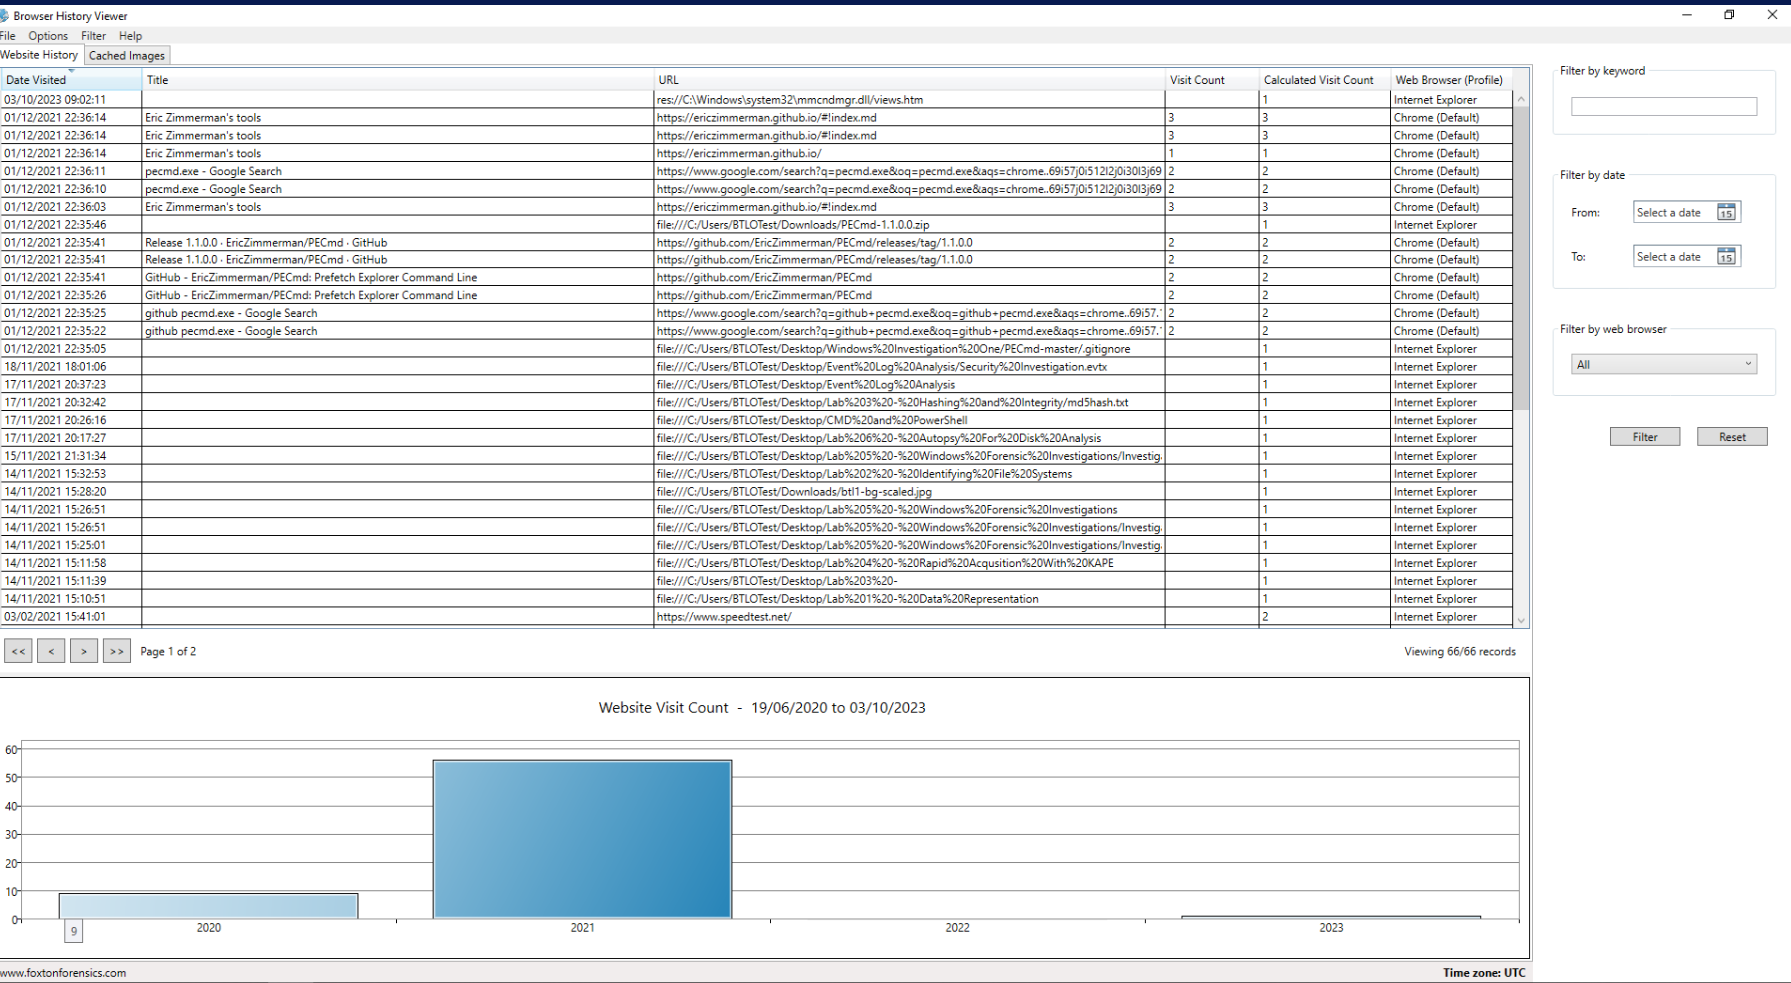 Browser History Viewer
File Options Filter Help
Website History Cached Images
Date Visited Title URL Visit Count Calculated Visit Count Web Browser (Profile)
03/10/2023 09:02:11 res://C:\Windows\system32\mmcndmgr.dll/views.htm 1 Internet Explorer
01/12/2021 22:36:14 Eric Zimmerman's tools https://ericzimmerman.github.io/#!index.md 3 3 Chrome (Default)
01/12/2021 22:36:14 Eric Zimmerman's tools https://ericzimmerman.github.io/#!index.md 3 3 Chrome (Default)
01/12/2021 22:36:14 Eric Zimmerman's tools https://ericzimmerman.github.io/ 1 1 Chrome (Default)
01/12/2021 22:36:11 pecmd.exe - Google Search https://www.google.com/search?q=pecmd.exe&oq=pecmd.exe&aqs=chrome..69i57j0i512l2j0i30l3j69 2 2 Chrome (Default)
01/12/2021 22:36:10 pecmd.exe - Google Search https://www.google.com/search?q=pecmd.exe&oq=pecmd.exe&aqs=chrome..69i57j0i512l2j0i30l3j69 2 2 Chrome (Default)
01/12/2021 22:36:03 Eric Zimmerman's tools https://ericzimmerman.github.io/#!index.md 3 3 Chrome (Default)
01/12/2021 22:35:46 file:///C:/Users/BTLOTest/Downloads/PECmd-1.1.0.0.zip 1 Internet Explorer
01/12/2021 22:35:41 Release 1.1.0.0 · EricZimmerman/PECmd · GitHub https://github.com/EricZimmerman/PECmd/releases/tag/1.1.0.0 2 2 Chrome (Default)
01/12/2021 22:35:41 Release 1.1.0.0 · EricZimmerman/PECmd · GitHub https://github.com/EricZimmerman/PECmd/releases/tag/1.1.0.0 2 2 Chrome (Default)
01/12/2021 22:35:41 GitHub - EricZimmerman/PECmd: Prefetch Explorer Command Line https://github.com/EricZimmerman/PECmd 2 2 Chrome (Default)
01/12/2021 22:35:26 GitHub - EricZimmerman/PECmd: Prefetch Explorer Command Line https://github.com/EricZimmerman/PECmd 2 2 Chrome (Default)
01/12/2021 22:35:25 github pecmd.exe - Google Search https://www.google.com/search?q=github+pecmd.exe&oq=github+pecmd.exe&aqs=chrome..69i57. 2 2 Chrome (Default)
01/12/2021 22:35:22 github pecmd.exe - Google Search https://www.google.com/search?q=github+pecmd.exe&oq=github+pecmd.exe&aqs=chrome..69i57. 2 2 Chrome (Default)
01/12/2021 22:35:05 file:///C:/Users/BTLOTest/Desktop/Windows%20Investigation%20One/PECmd-master/.gitignore 1 Internet Explorer
18/11/2021 18:01:06 file:///C:/Users/BTLOTest/Desktop/Event%20Log%20Analysis/Security%20Investigation.evtx 1 Internet Explorer
17/11/2021 20:37:23 file:///C:/Users/BTLOTest/Desktop/Event%20Log%20Analysis 1 Internet Explorer
17/11/2021 20:32:42 file:///C:/Users/BTLOTest/Desktop/Lab%203%20-%20Hashing%20and%20Integrity/md5hash.txt 1 Internet Explorer
17/11/2021 20:26:16 file:///C:/Users/BTLOTest/Desktop/CMD%20and%20PowerShell 1 Internet Explorer
17/11/2021 20:17:27 file:///C:/Users/BTLOTest/Desktop/Lab%206%20-%20Autopsy%20For%20Disk%20Analysis 1 Internet Explorer
15/11/2021 21:31:34 file:///C:/Users/BTLOTest/Desktop/Lab%205%20-%20Windows%20Forensic%20Investigations/Investig. 1 Internet Explorer
14/11/2021 15:32:53 file:///C:/Users/BTLOTest/Desktop/Lab%202%20-%20Identifying%20File%20Systems 1 Internet Explorer
14/11/2021 15:28:20 file:///C:/Users/BTLOTest/Downloads/btl1-bg-scaled.jpg 1 Internet Explorer
14/11/2021 15:26:51 file:///C:/Users/BTLOTest/Desktop/Lab%205%20-%20Windows%20Forensic%20Investigations 1 Internet Explorer
14/11/2021 15:26:51 file:///C:/Users/BTLOTest/Desktop/Lab%205%20-%20Windows%20Forensic%20Investigations/Investig. 1 Internet Explorer
14/11/2021 15:25:01 file:///C:/Users/BTLOTest/Desktop/Lab%205%20-%20Windows%20Forensic%20Investigations/Investig. 1 Internet Explorer
14/11/2021 15:11:58 file:///C:/Users/BTLOTest/Desktop/Lab%204%20-%20Rapid%20Acqusition%20With%20KAPE 1 Internet Explorer
14/11/2021 15:11:39 file:///C:/Users/BTLOTest/Desktop/Lab%203%20- 1 Internet Explorer
14/11/2021 15:10:51 file:///C:/Users/BTLOTest/Desktop/Lab%201%20-%20Data%20Representation 1 Internet Explorer
03/02/2021 15:41:01 https://www.speedtest.net/ 2 Internet Explorer
<< < > >> Page 1 of 2 Viewing 66/66 records
Filter by keyword
Filter by date
From: Select a date 15
To: Select a date 15
Filter by web browser
All
Filter Reset
Website Visit Count - 19/06/2020 to 03/10/2023
60
50
40
30
20
10
0
9
2020 2021 2022 2023
www.foxtonforensics.com Time zone: UTC